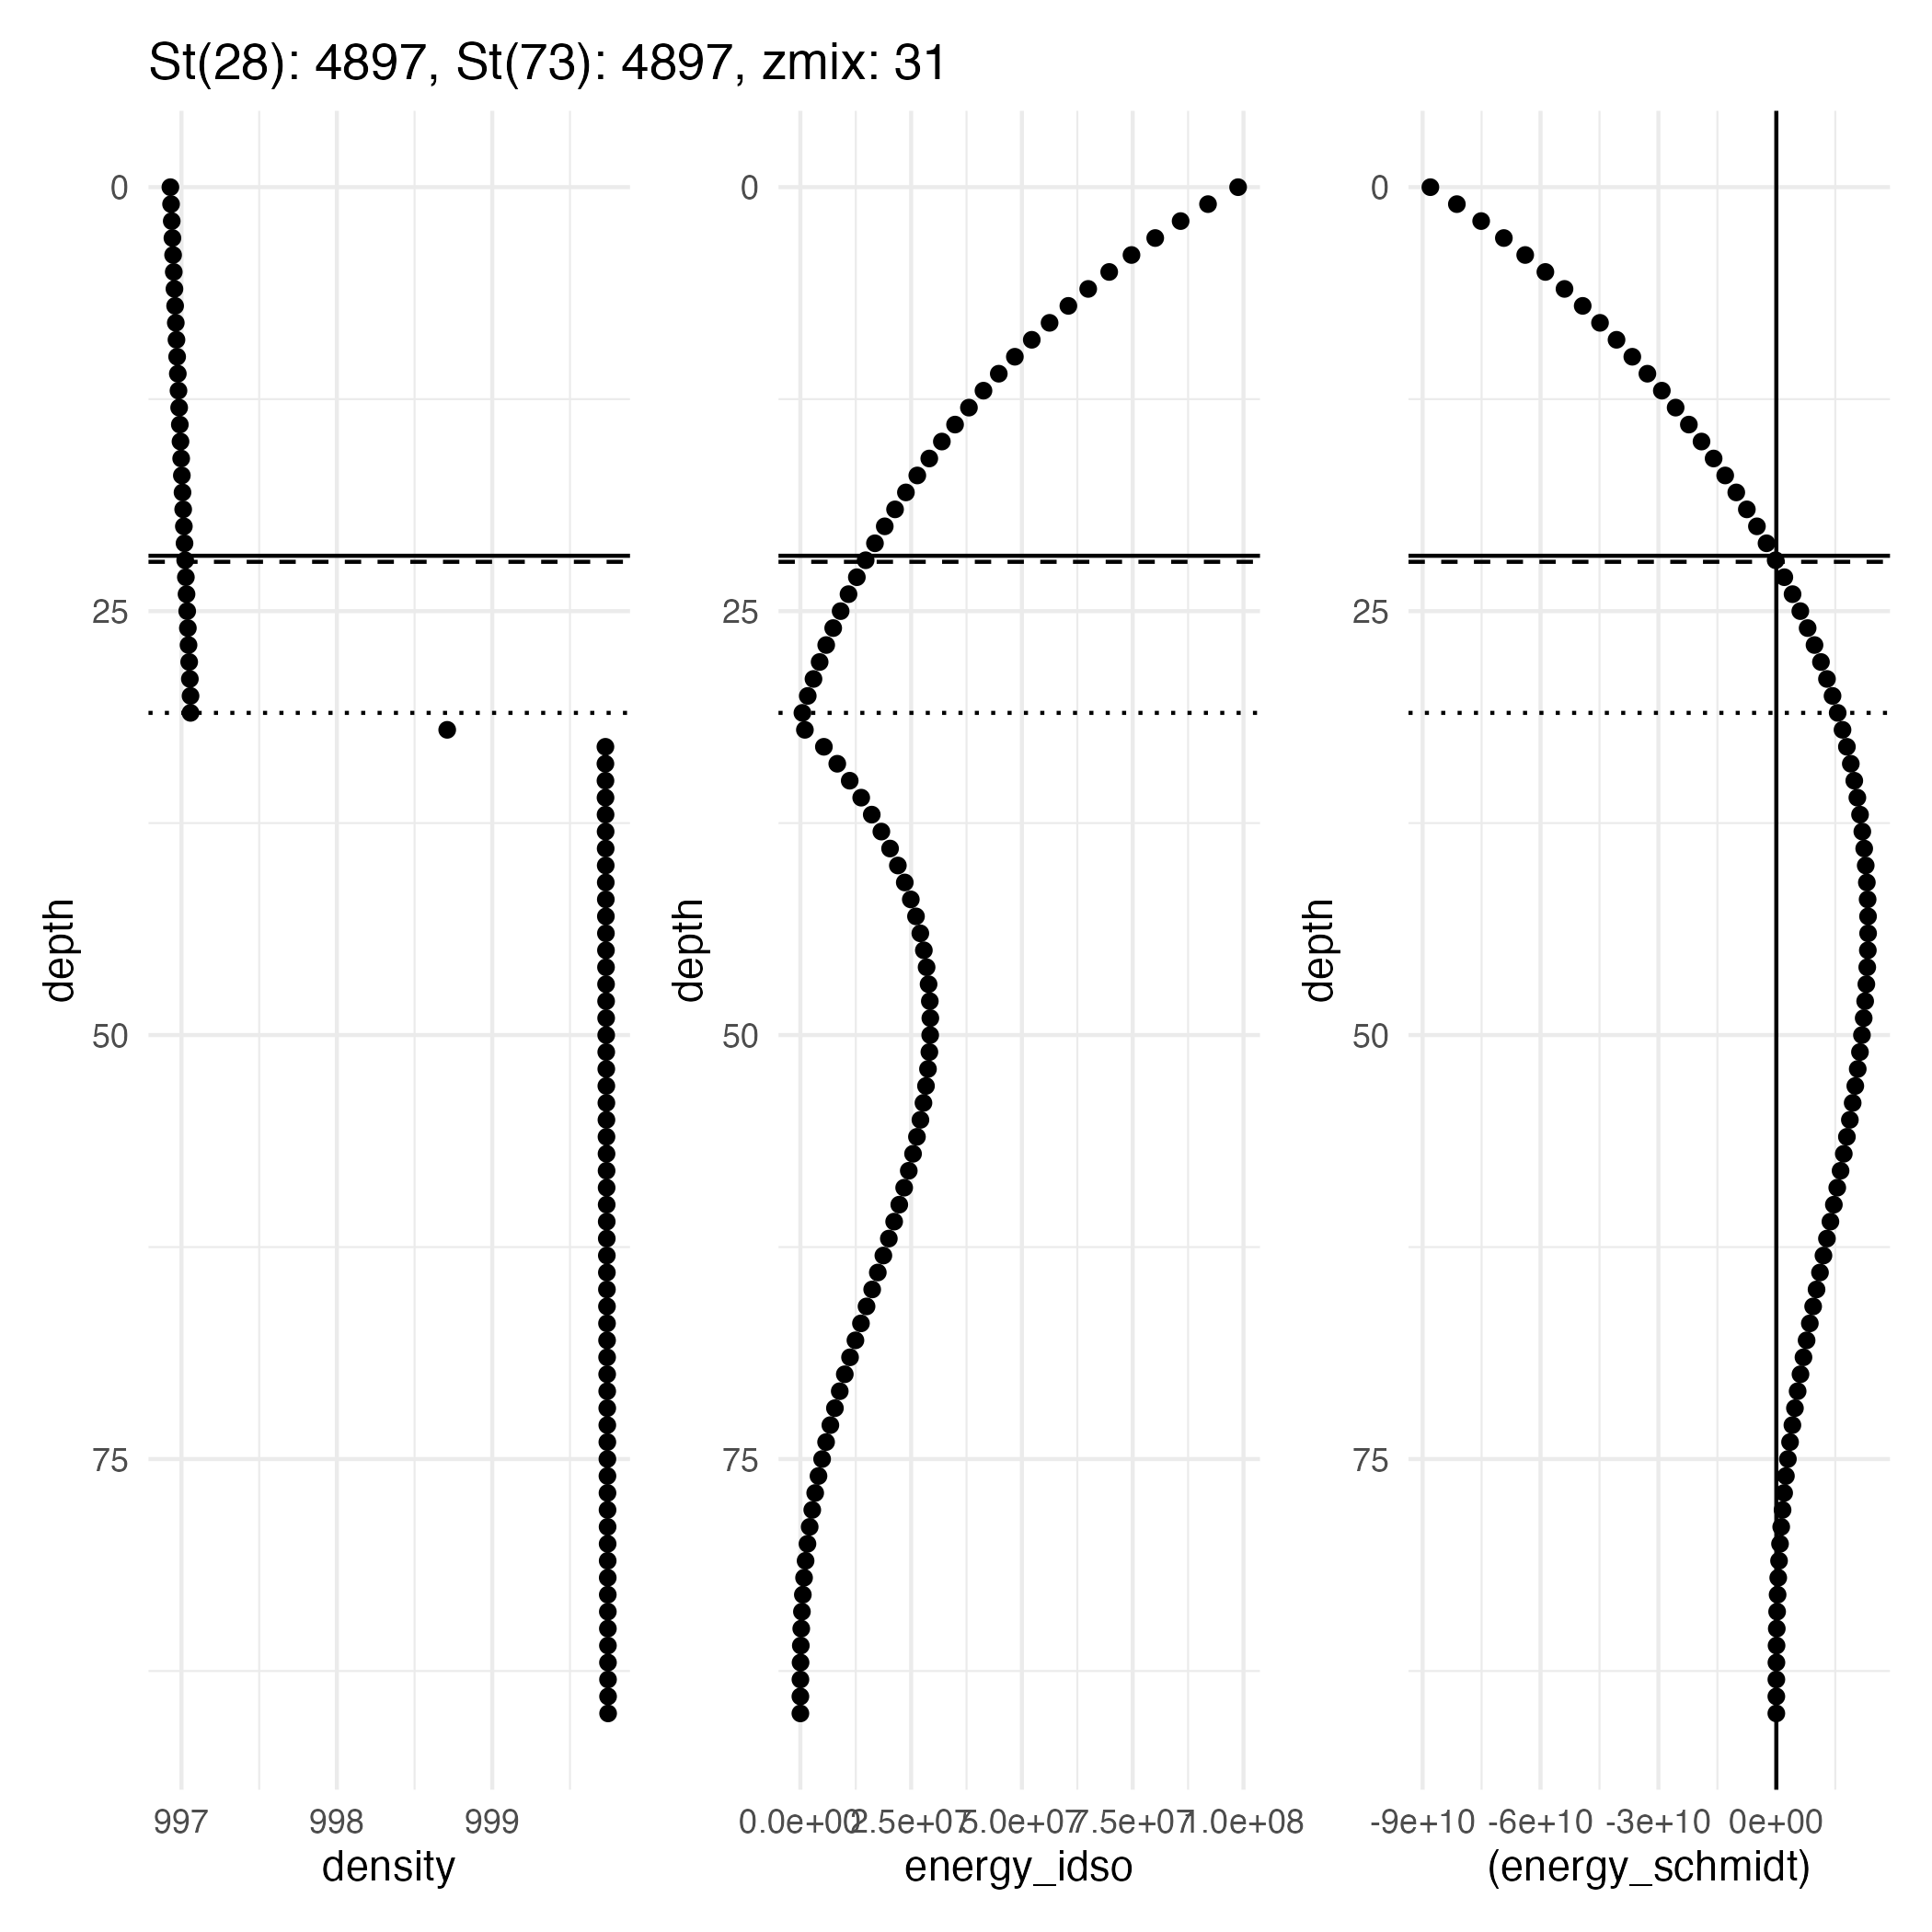 St(28): 4897, St(73): 4897, zmix: 31
0
25
50
75
depth
997 998 999
density
0
25
50
75
depth
0.0e+00 2.5e+07 5.0e+07 7.5e+07 1.0e+08
energy_idso
0
25
50
75
depth
-9e+10 -6e+10 -3e+10 0e+00
(energy_schmidt)